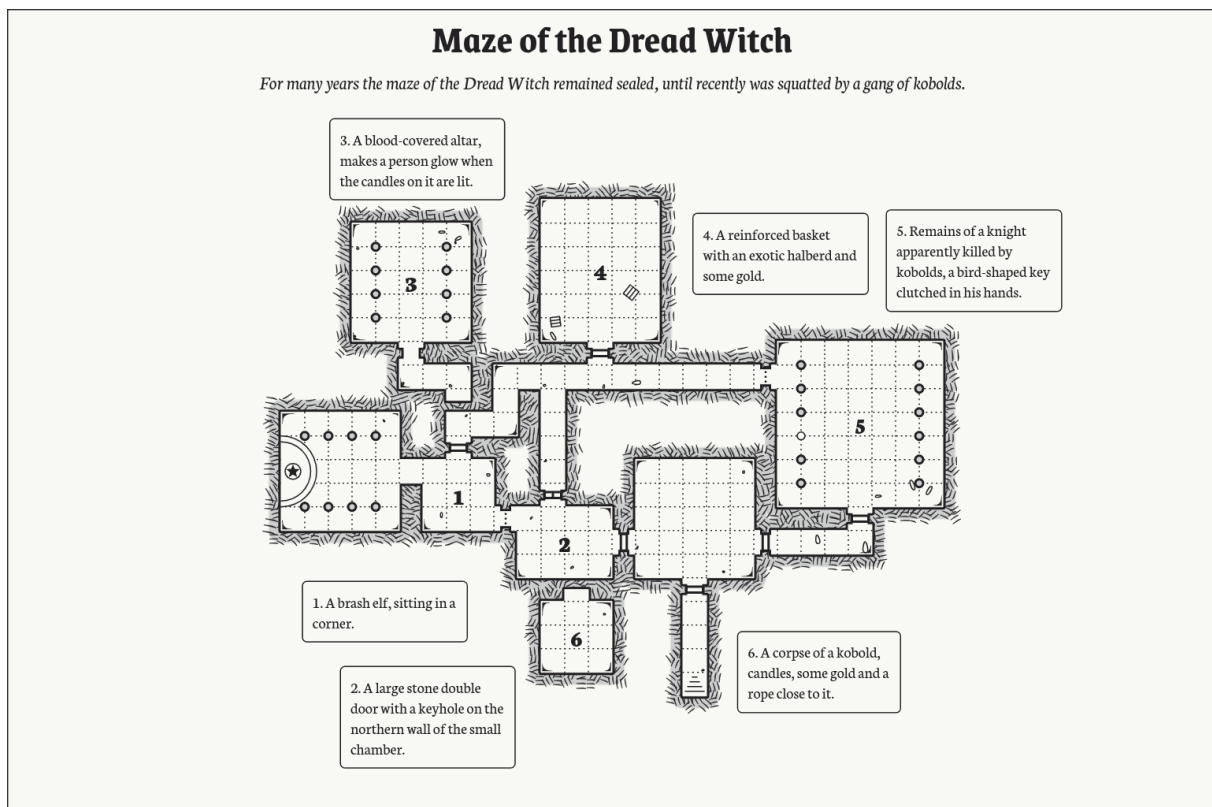 Maze of the Dread Witch
For many years the maze of the Dread Witch remained sealed, until recently was squatted by a gang of kobolds.
3. A blood-covered altar,
makes a person glow when
the candles on it are lit.
4. A reinforced basket
with an exotic halberd and
some gold.
5. Remains of a knight
apparently killed by
kobolds, a bird-shaped key
clutched in his hands.
3
4
5
1
2
6
1. A brash elf, sitting in a
corner.
2. A large stone double
door with a keyhole on the
northern wall of the small
chamber.
6. A corpse of a kobold,
candles, some gold and a
rope close to it.